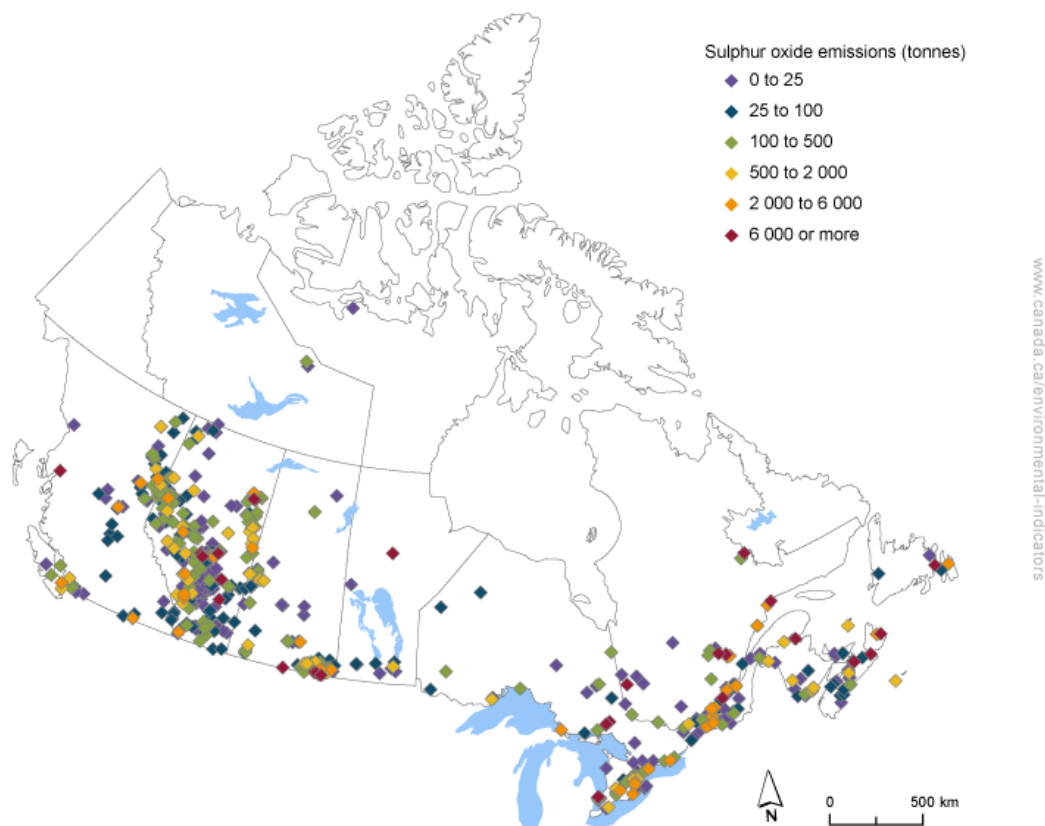 Sulphur oxide emissions (tonnes)
0 to 25
25 to 100
100 to 500
500 to 2 000
2 000 to 6 000
6 000 or more
www.canada.ca/environmental-indicators
N
0 500 km